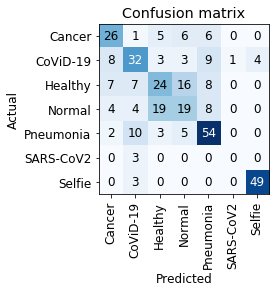 Confusion matrix
Cancer 26 1 5 6 6 0 0
CoViD-19 8 32 3 3 9 1 4
Healthy 7 7 24 16 8 0 0
Normal 4 4 19 19 8 0 0
Pneumonia 2 10 3 5 54 0 0
SARS-CoV2 0 3 0 0 0 0 0
Selfie 0 3 0 0 0 0 49
Actual
Cancer
CoViD-19
Healthy
Normal
Pneumonia
SARS-CoV2
Selfie
Predicted